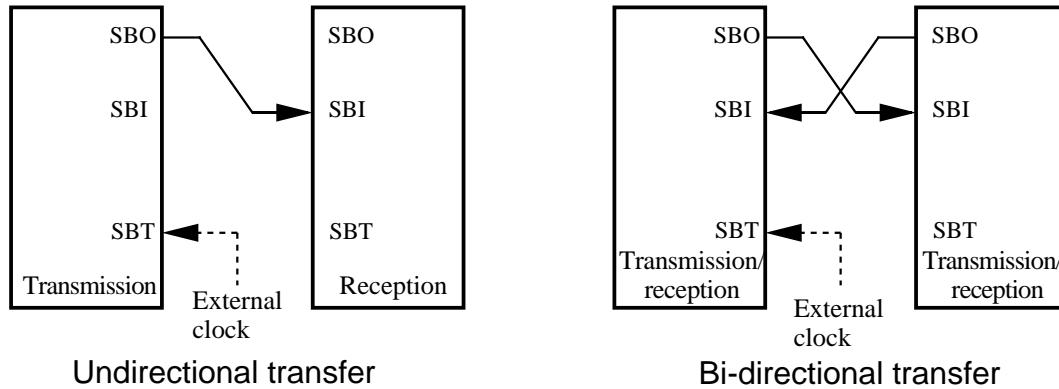 SBO
SBI
SBT
Transmission
SBO
SBI
SBT
Reception
External
clock
Undirectional transfer
SBO
SBI
SBT
Transmission/
reception
SBO
SBI
SBT
Transmission/
reception
External
clock
Bi-directional transfer